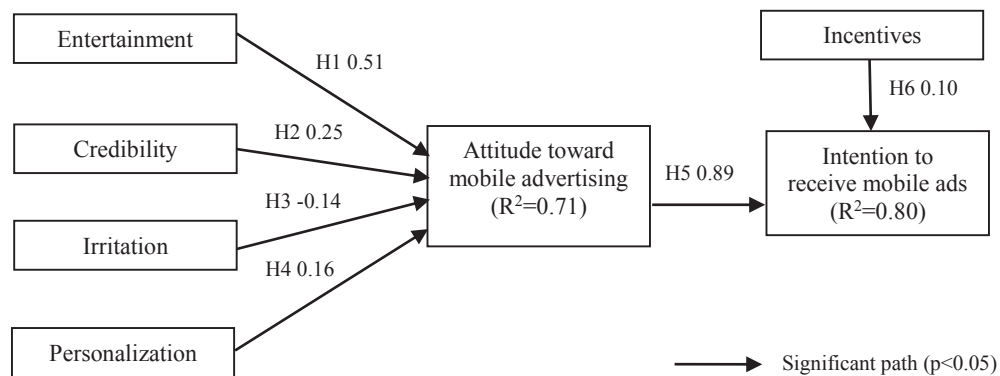 Entertainment
Incentives
H1 0.51
H6 0.10
Credibility
H2 0.25
Attitude toward
mobile advertising
(R²=0.71)
H5 0.89
Intention to
receive mobile ads
(R²=0.80)
H3 -0.14
Irritation
H4 0.16
Personalization
Significant path (p<0.05)